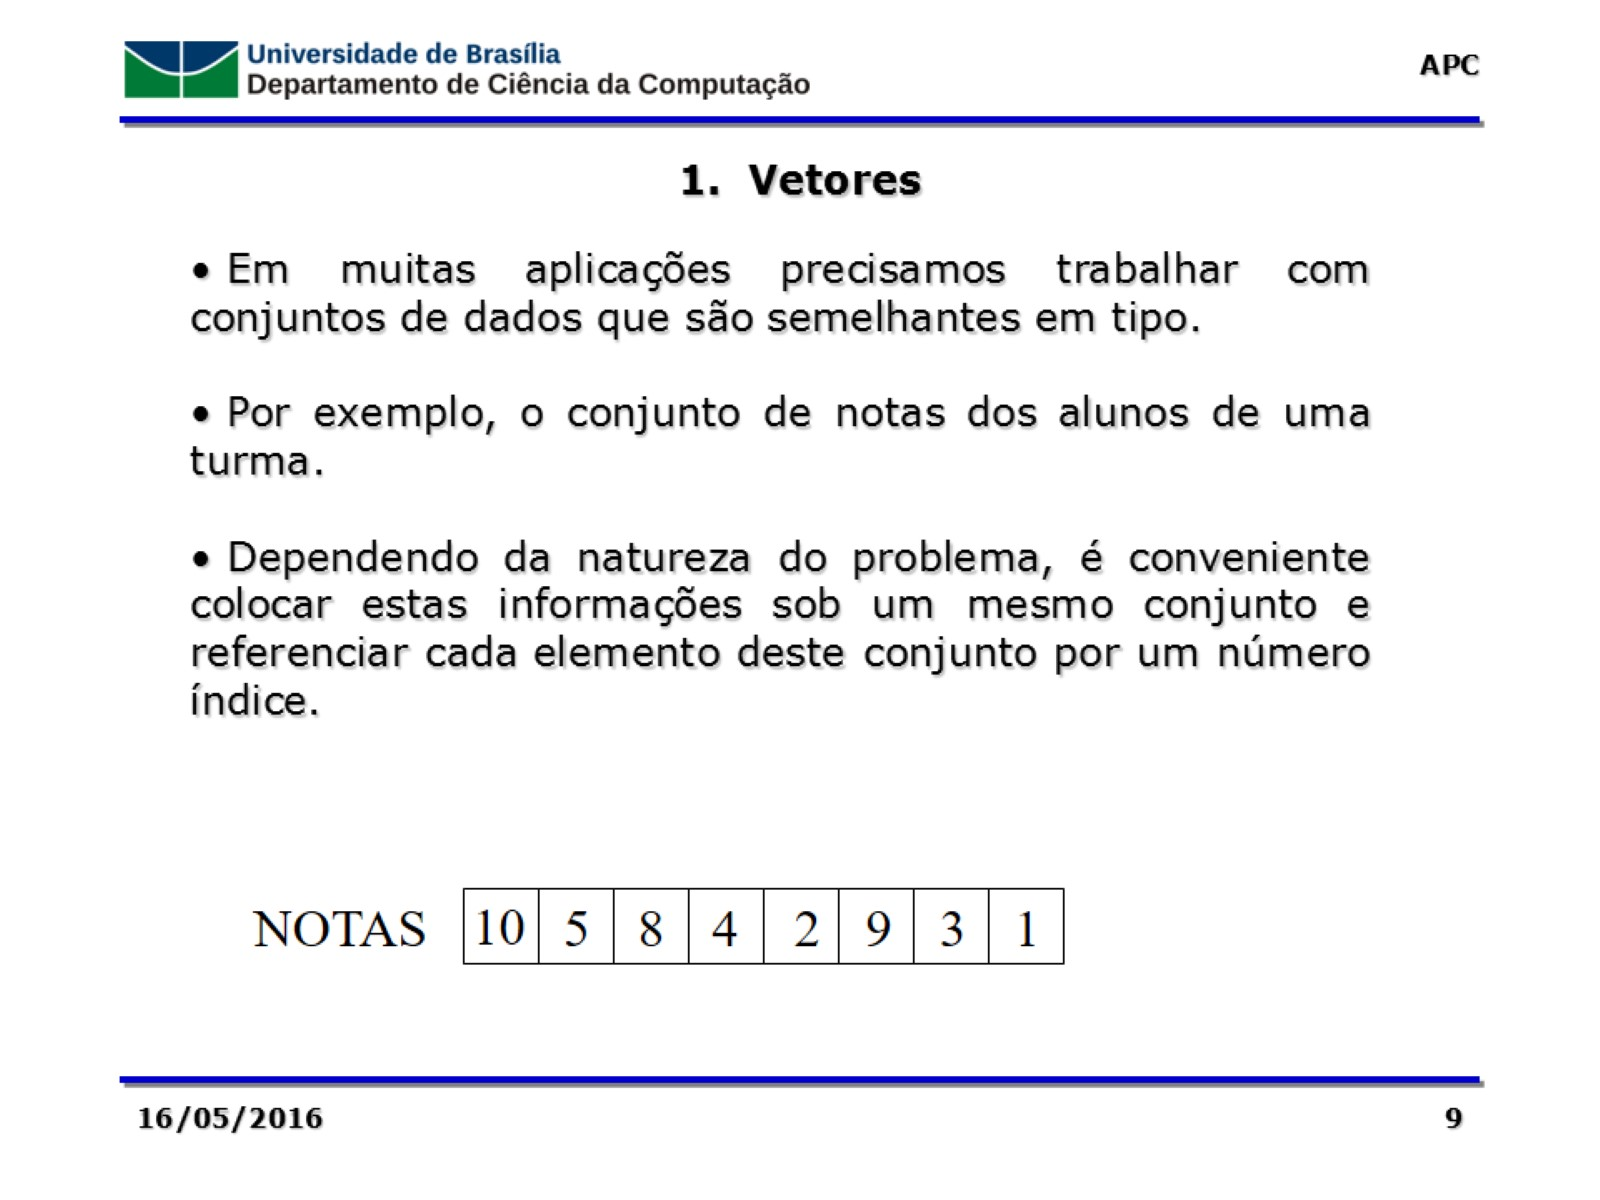 Universidade de Brasília
Departamento de Ciência da Computação
APC
1. Vetores
• Em muitas aplicações precisamos trabalhar com
conjuntos de dados que são semelhantes em tipo.
• Por exemplo, o conjunto de notas dos alunos de uma
turma.
• Dependendo da natureza do problema, é conveniente
colocar estas informações sob um mesmo conjunto e
referenciar cada elemento deste conjunto por um número
índice.
NOTAS 10 5 8 4 2 9 3 1
16/05/2016
9